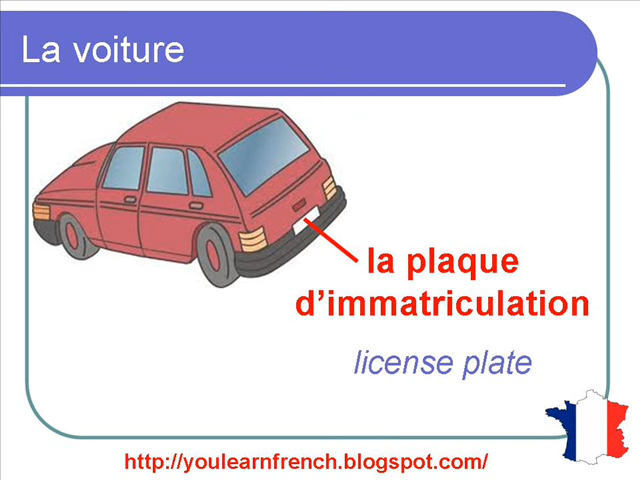 La voiture
la plaque
d’immatriculation
license plate
http://youlearnfrench.blogspot.com/